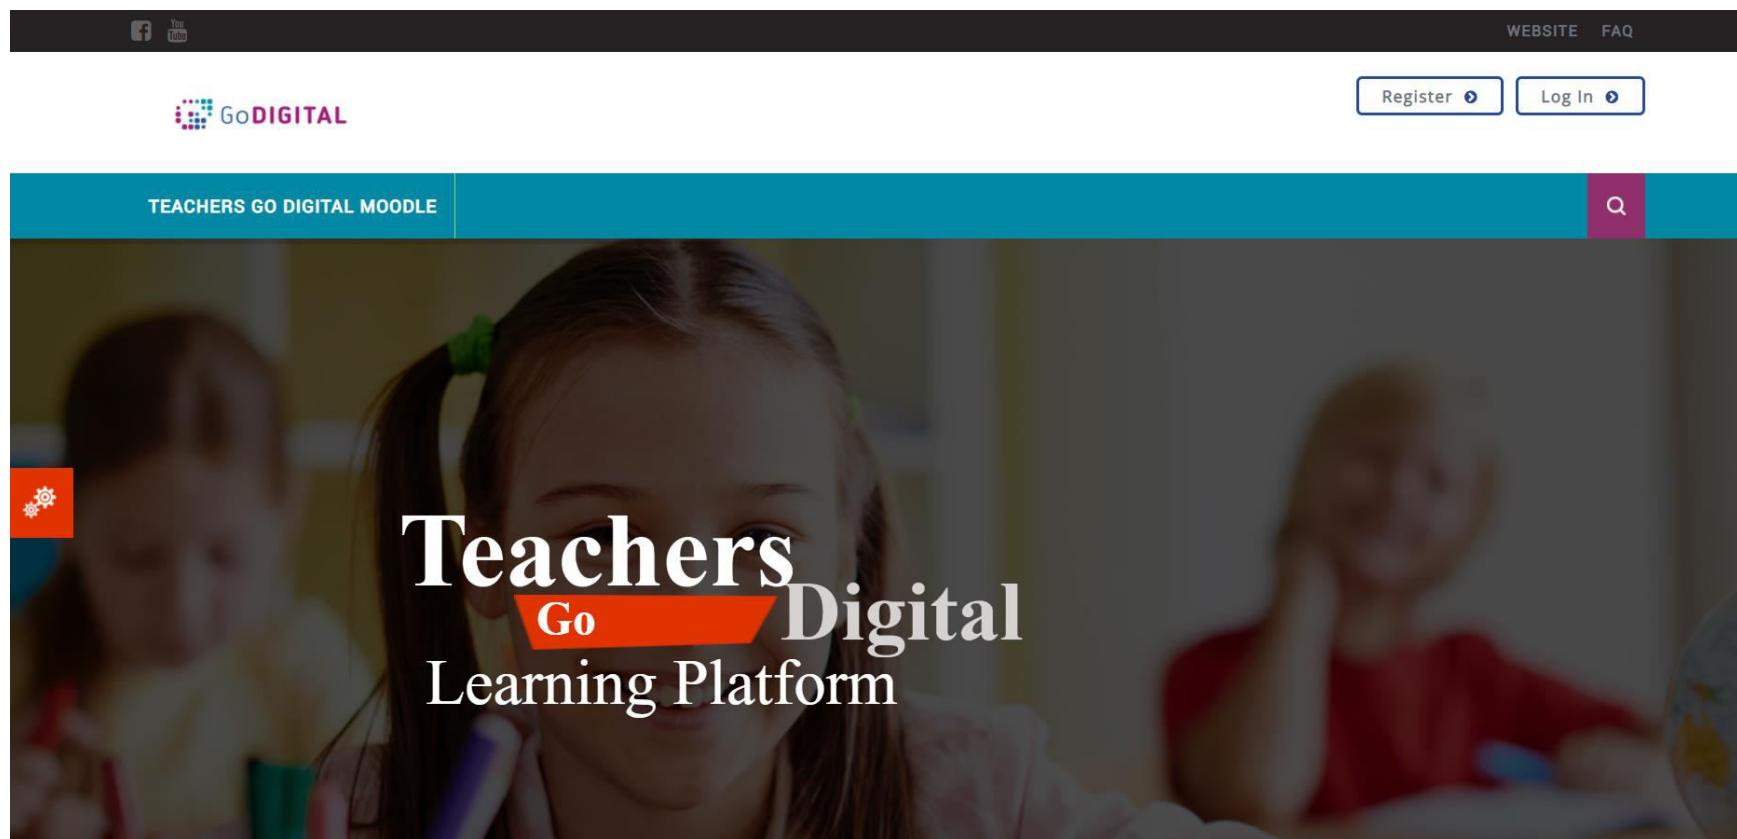 You
Tube
WEBSITE FAQ
Register Log In
GoDIGITAL
TEACHERS GO DIGITAL MOODLE
Teachers
Go Digital
Learning Platform